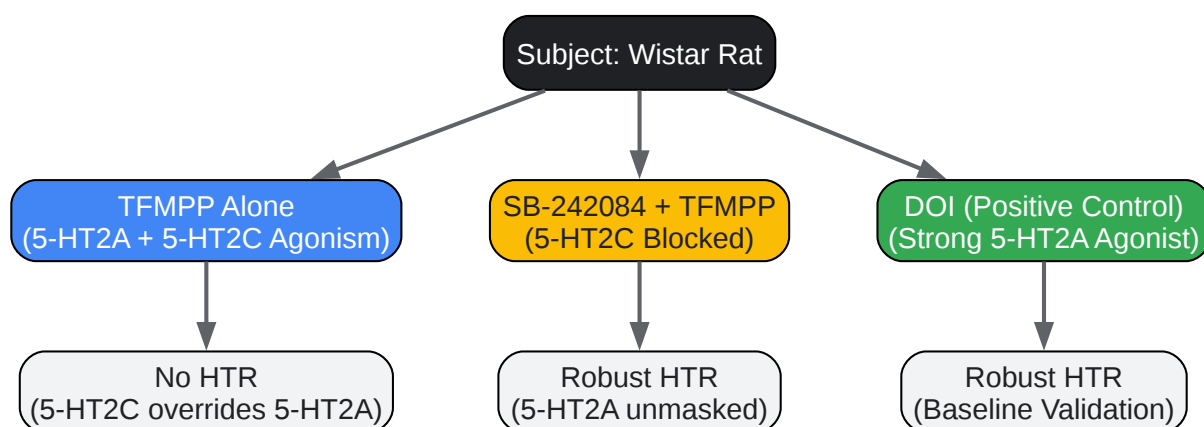 Subject: Wistar Rat
TFMPP Alone
(5-HT2A + 5-HT2C Agonism)
SB-242084 + TFMPP
(5-HT2C Blocked)
DOI (Positive Control)
(Strong 5-HT2A Agonist)
No HTR
(5-HT2C overrides 5-HT2A)
Robust HTR
(5-HT2A unmasked)
Robust HTR
(Baseline Validation)